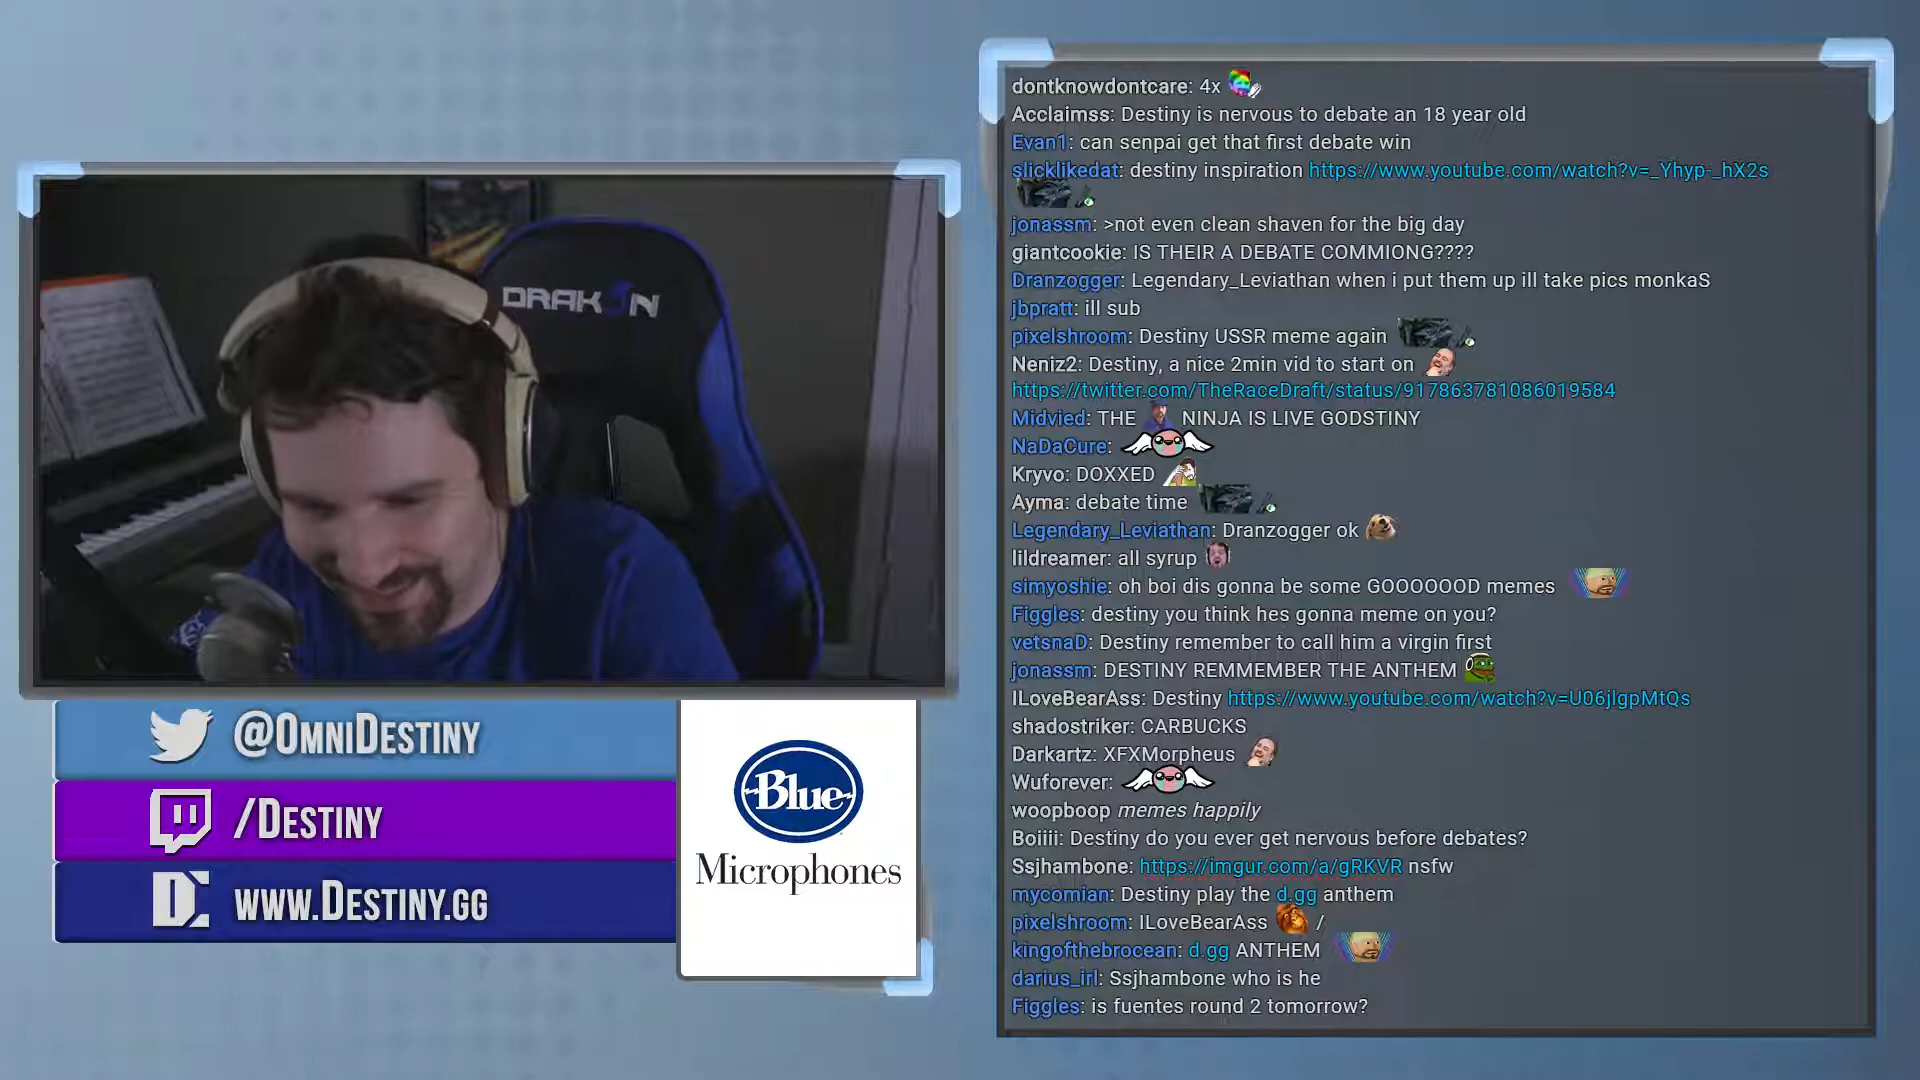 DRAKON
@OMNIDESTINY
/DESTINY
WWW.DESTINY.GG
Blue
Microphones
dontknowdontcare: 4x
Acclaimss: Destiny is nervous to debate an 18 year old
Evan1: can senpai get that first debate win
slicklikedat: destiny inspiration https://www.youtube.com/watch?v=_Yhyp-_hX2s
jonassm: >not even clean shaven for the big day
giantcookie: IS THEIR A DEBATE COMMIONG????
Dranzogger: Legendary_Leviathan when i put them up ill take pics monkaS
jbpratt: ill sub
pixelshroom: Destiny USSR meme again
Neniz2: Destiny, a nice 2min vid to start on
https://twitter.com/TheRaceDraft/status/917863781086019584
Midvied: THE NINJA IS LIVE GODSTINY
NaDaCure:
Kryvo: DOXXED
Ayma: debate time
Legendary_Leviathan: Dranzogger ok
lildreamer: all syrup
simyoshie: oh boi dis gonna be some GOOOOOOD memes
Figgles: destiny you think hes gonna meme on you?
vetsnaD: Destiny remember to call him a virgin first
jonassm: DESTINY REMMEMBER THE ANTHEM
ILoveBearAss: Destiny https://www.youtube.com/watch?v=U06jlgpMtQs
shadostriker: CARBUCKS
Darkartz: XFXMorpheus
Wuforever:
woopboop memes happily
Boiiii: Destiny do you ever get nervous before debates?
Ssjhambone: https://imgur.com/a/gRKVR nsfw
mycomian: Destiny play the d.gg anthem
pixelshroom: ILoveBearAss /
kingofthebrocean: d.gg ANTHEM
darius_irl: Ssjhambone who is he
Figgles: is fuentes round 2 tomorrow?